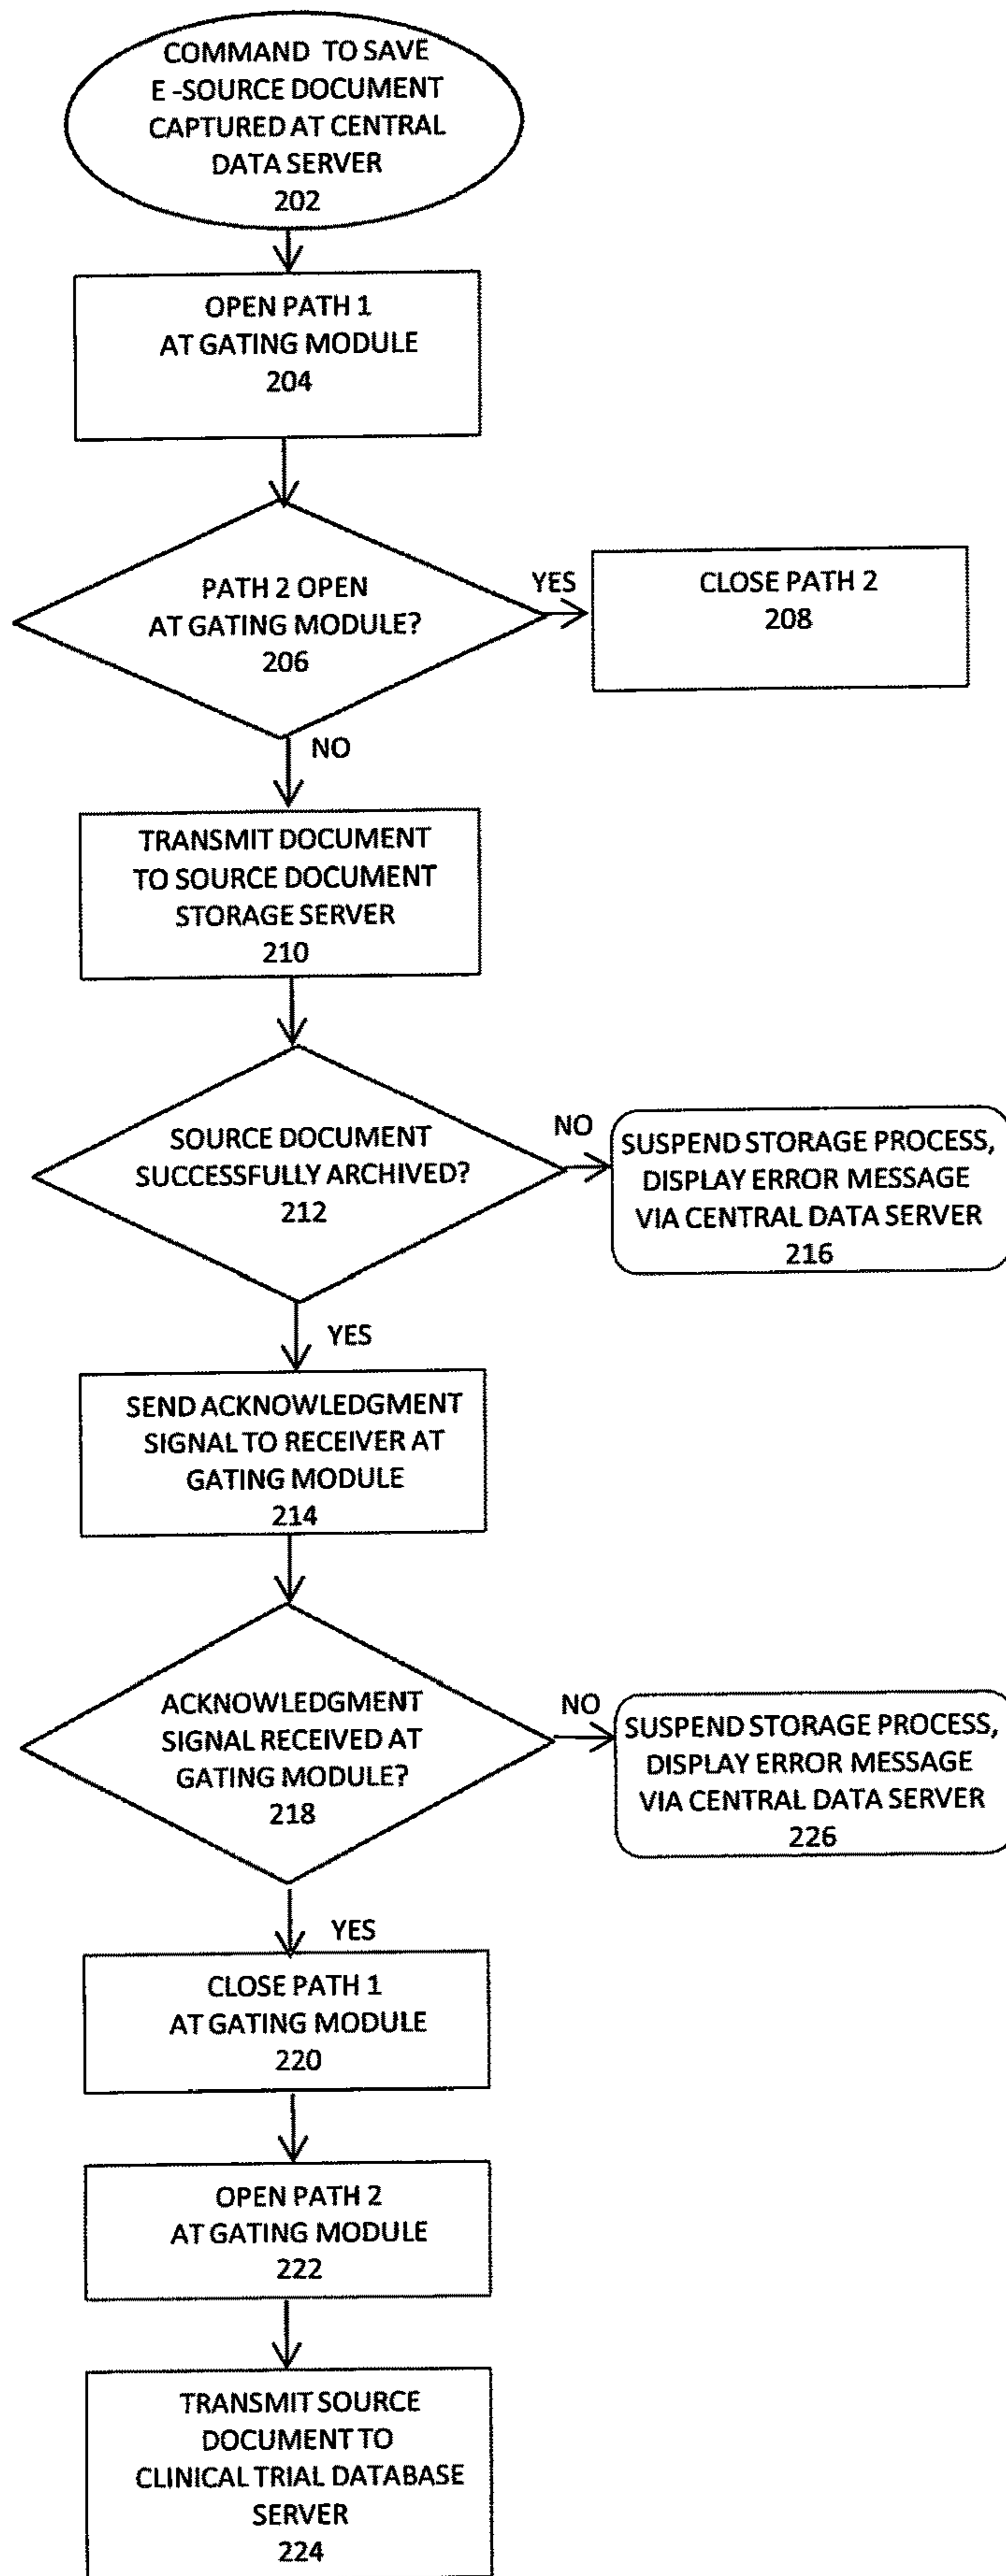 COMMAND TO SAVE
E -SOURCE DOCUMENT
CAPTURED AT CENTRAL
DATA SERVER
202
OPEN PATH 1
AT GATING MODULE
204
PATH 2 OPEN
AT GATING MODULE?
206
YES
CLOSE PATH 2
208
NO
TRANSMIT DOCUMENT
TO SOURCE DOCUMENT
STORAGE SERVER
210
SOURCE DOCUMENT
SUCCESSFULLY ARCHIVED?
212
NO
SUSPEND STORAGE PROCESS,
DISPLAY ERROR MESSAGE
VIA CENTRAL DATA SERVER
216
YES
SEND ACKNOWLEDGMENT
SIGNAL TO RECEIVER AT
GATING MODULE
214
ACKNOWLEDGMENT
SIGNAL RECEIVED AT
GATING MODULE?
218
NO
SUSPEND STORAGE PROCESS,
DISPLAY ERROR MESSAGE
VIA CENTRAL DATA SERVER
226
YES
CLOSE PATH 1
AT GATING MODULE
220
OPEN PATH 2
AT GATING MODULE
222
TRANSMIT SOURCE
DOCUMENT TO
CLINICAL TRIAL DATABASE
SERVER
224